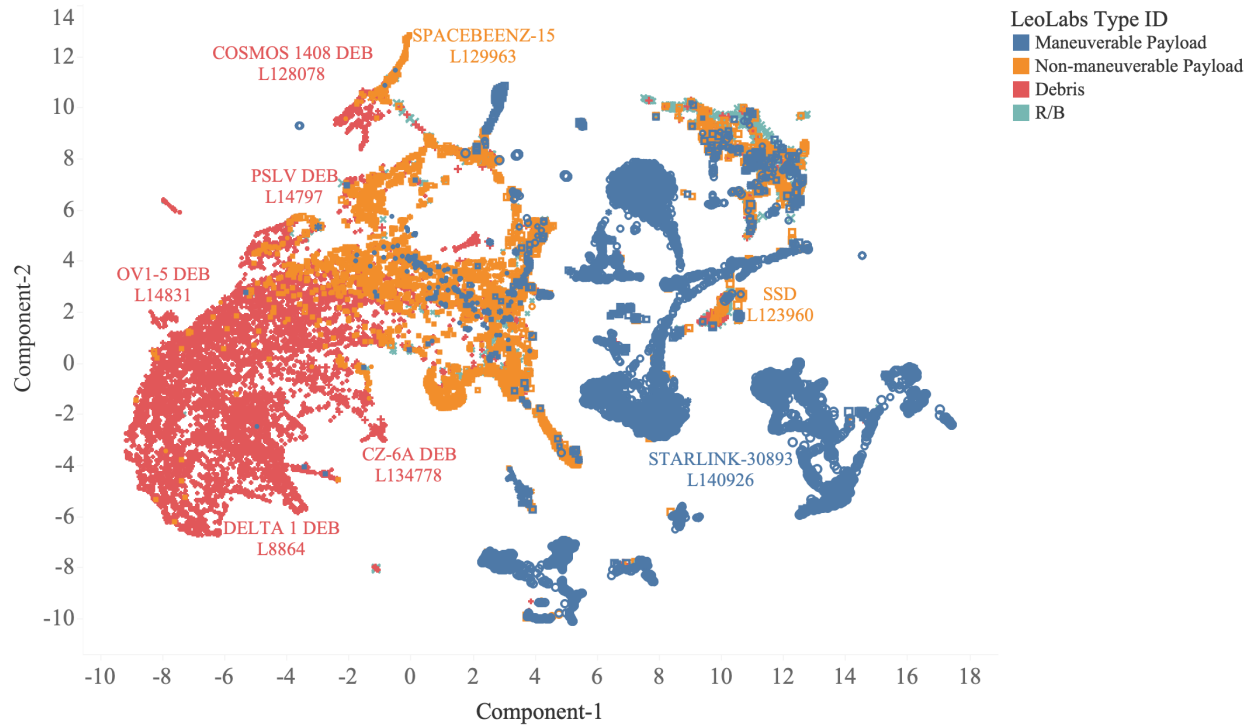 LeoLabs Type ID
Maneuverable Payload
Non-maneuverable Payload
Debris
R/B
14
12
10
8
6
4
2
0
-2
-4
-6
-8
-10
Component-2
COSMOS 1408 DEB
L128078
SPACEBEENZ-15
L129963
PSLV DEB
L14797
OV1-5 DEB
L14831
SSD
L123960
CZ-6A DEB
L134778
STARLINK-30893
L140926
DELTA 1 DEB
L8864
-10
-8
-6
-4
-2
0
2
4
6
8
10
12
14
16
18
Component-1